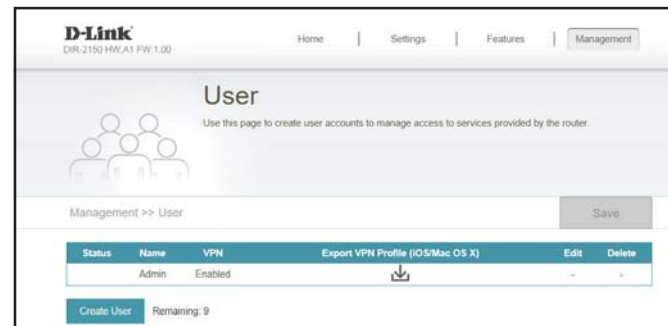 D-Link
DIR-2150 HW:A1 FW:1.00
Home | Settings | Features | Management
User
Use this page to create user accounts to manage access to services provided by the router.
Management >> User
Save
Status Name VPN Export VPN Profile (iOS/Mac OS X) Edit Delete
Admin Enabled - -
Create User Remaining: 9